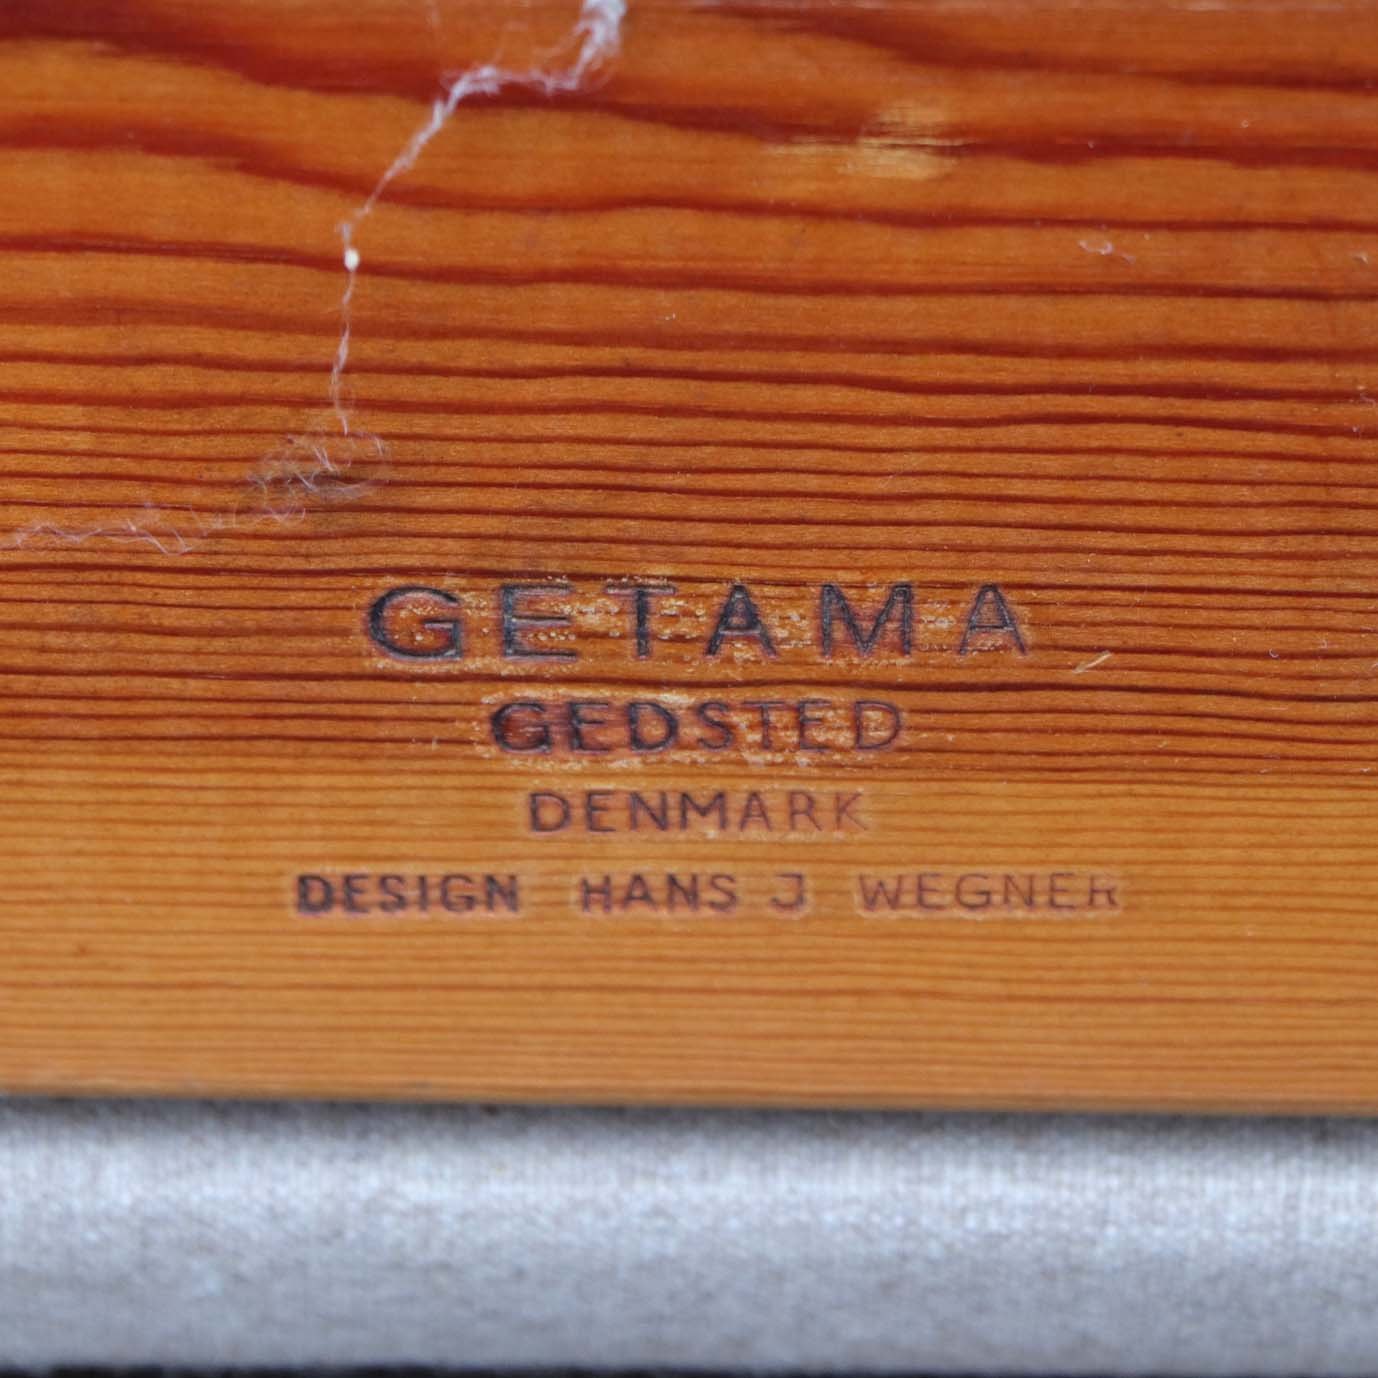 GETAMA
GEDSTED
DENMARK
DESIGN HANS J WEGNER